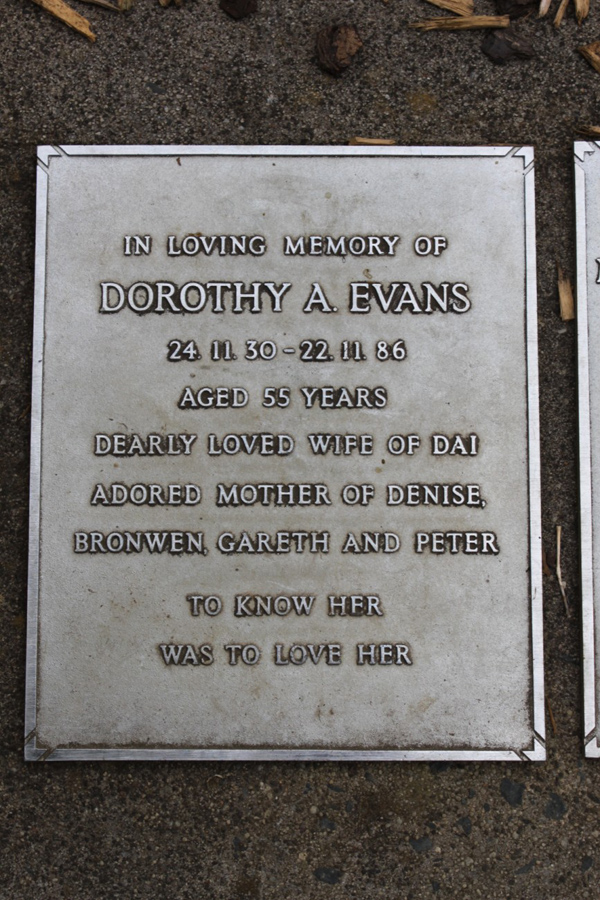 IN LOVING MEMORY OF
DOROTHY A. EVANS
24. 11. 30 - 22. 11. 86
AGED 55 YEARS
DEARLY LOVED WIFE OF DAI
ADORED MOTHER OF DENISE,
BRONWEN, GARETH AND PETER
TO KNOW HER
WAS TO LOVE HER